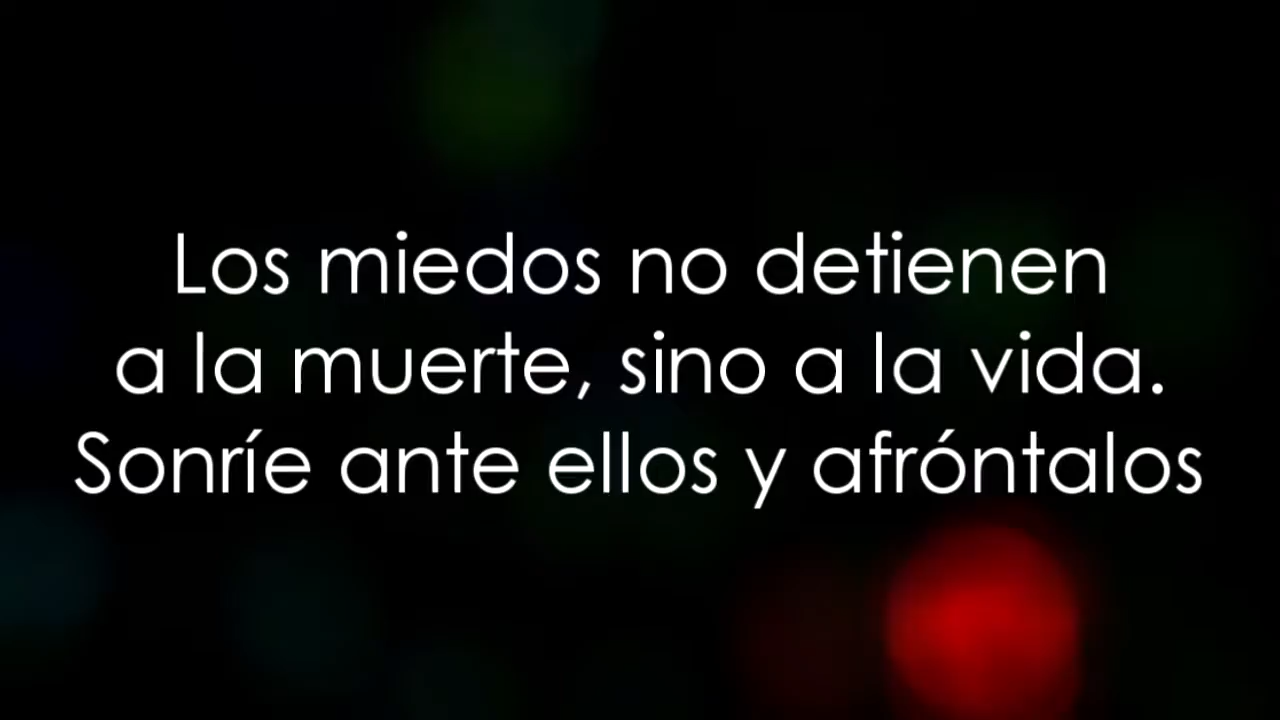 Los miedos no detienen
a la muerte, sino a la vida.
Sonríe ante ellos y afróntalos